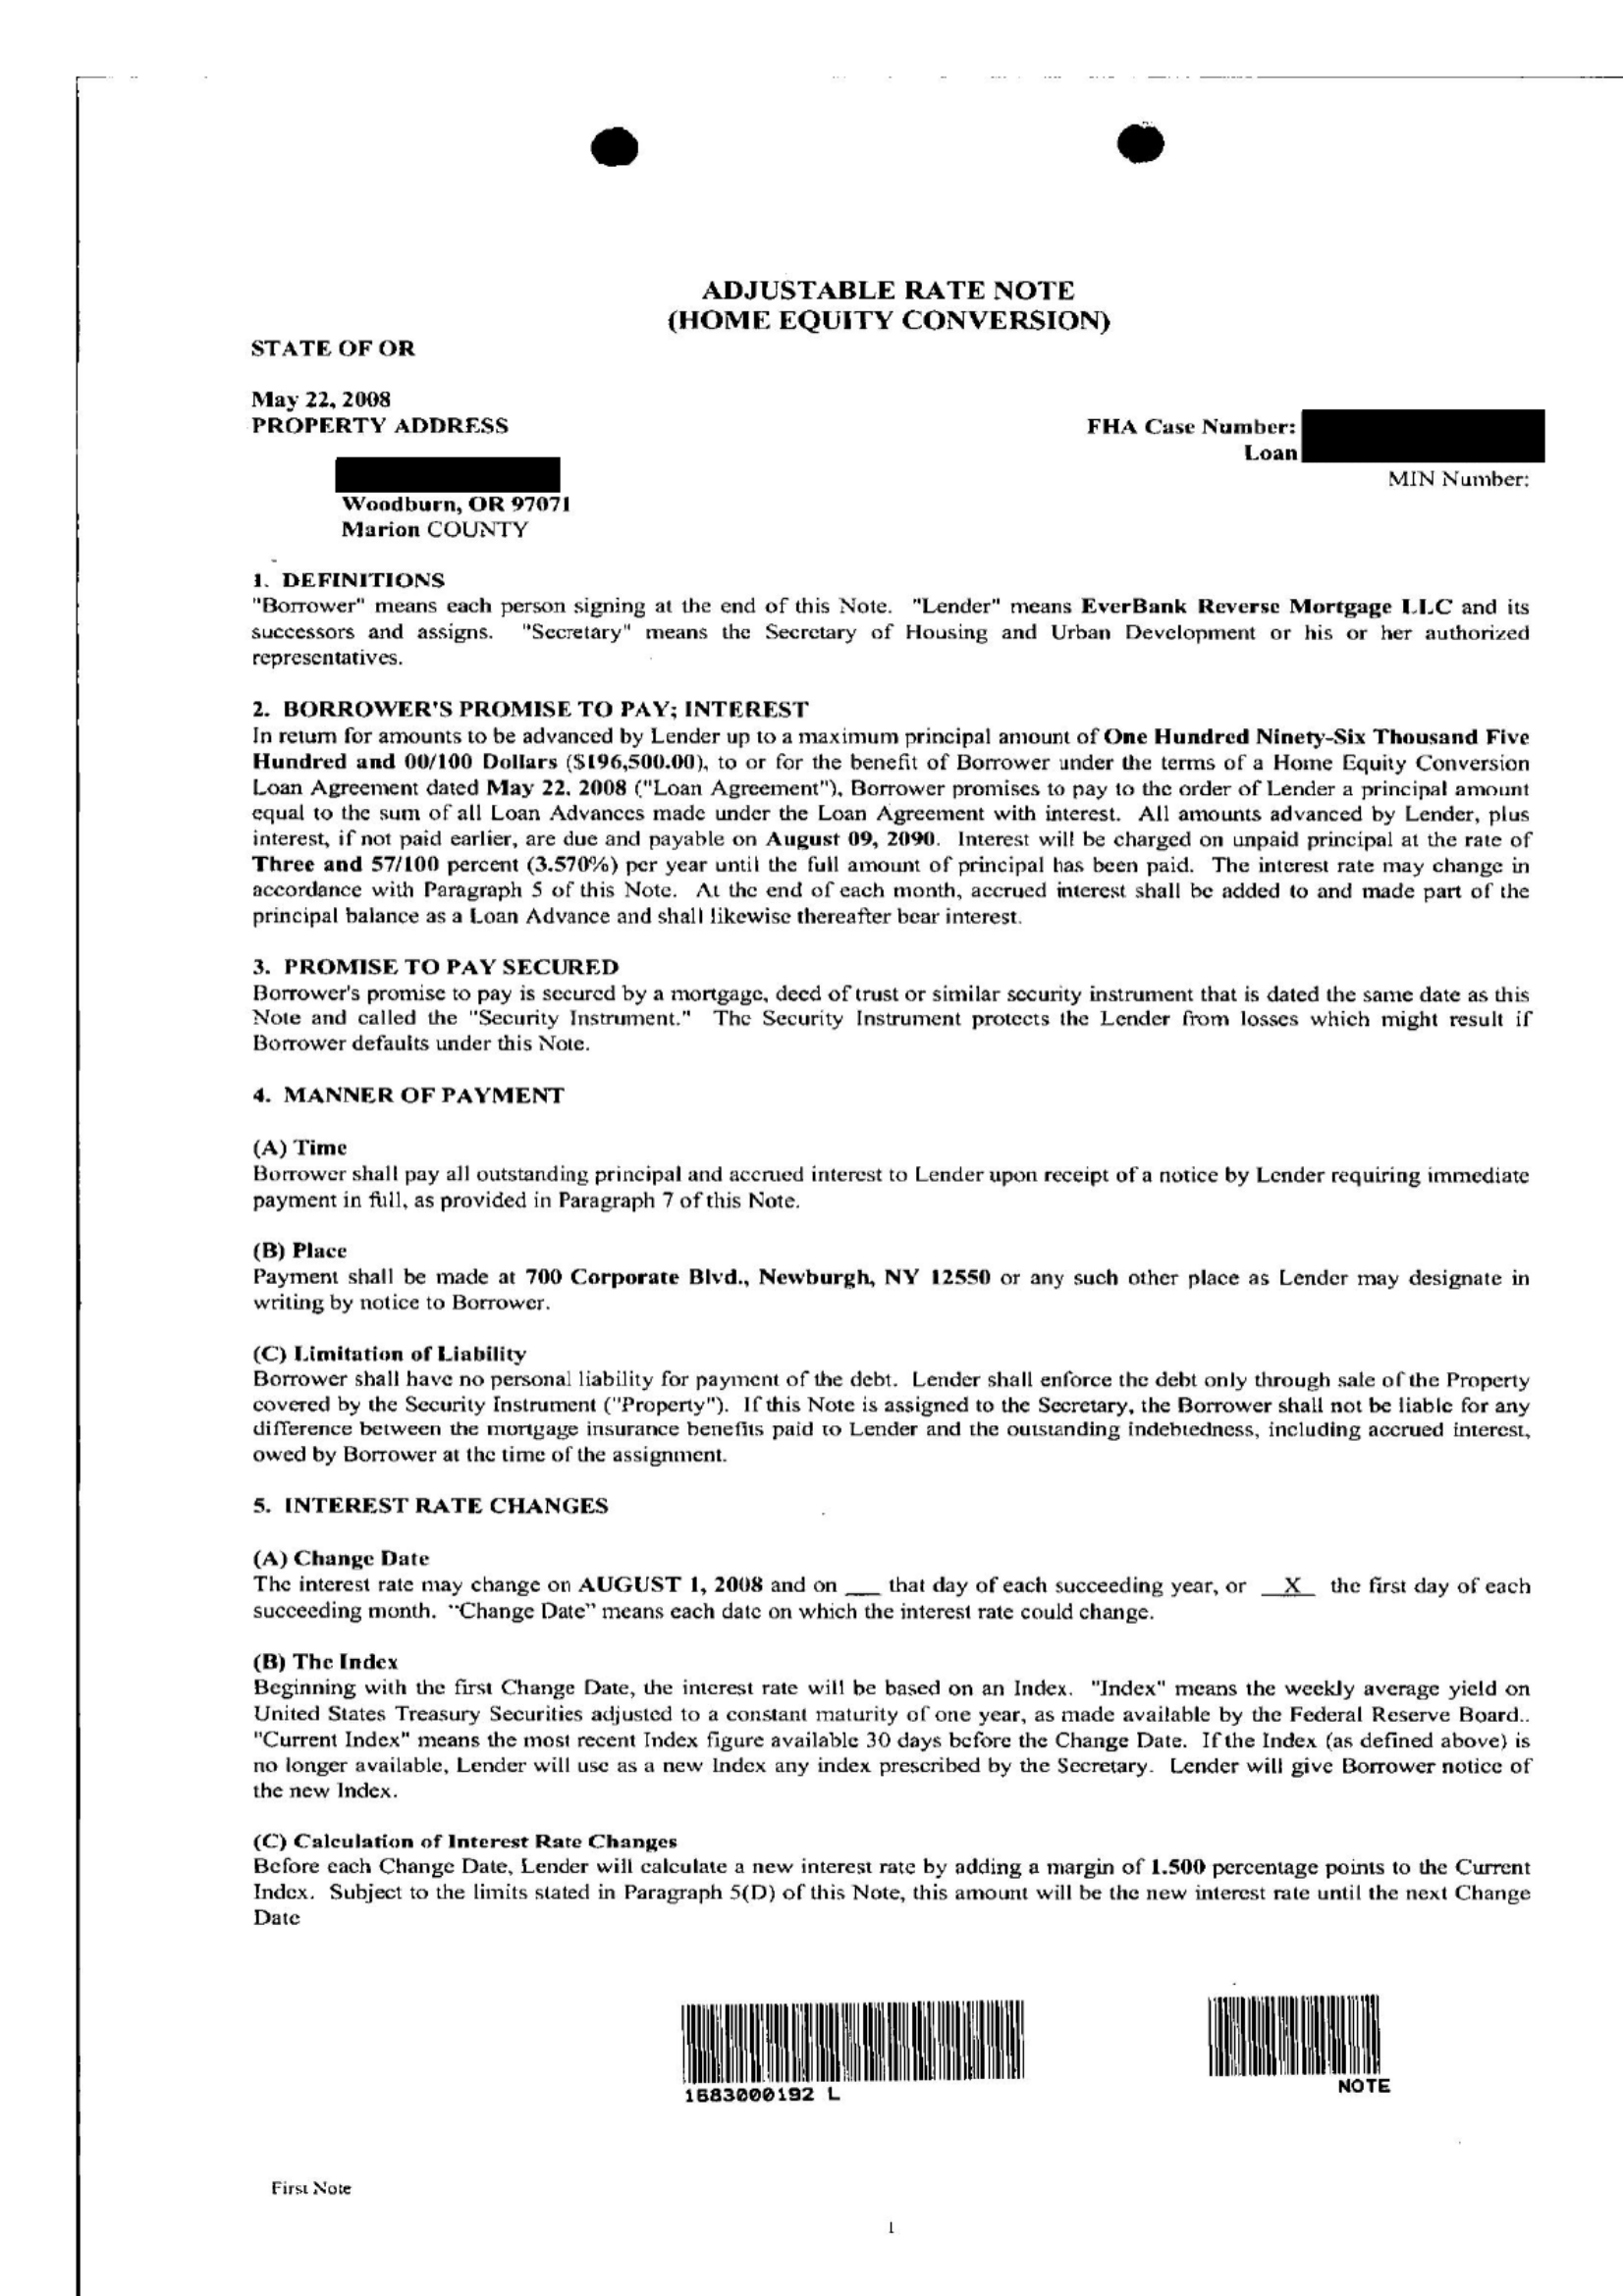 ADJUSTABLE RATE NOTE
(HOME EQUITY CONVERSION)
STATE OF OR
May 22, 2008
PROPERTY ADDRESS
FHA Case Number:
Loan
MIN Number:
Woodburn, OR 97071
Marion COUNTY
1. DEFINITIONS
"Borrower" means each person signing at the end of this Note. "Lender" means EverBank Reverse Mortgage LLC and its
successors and assigns. "Secretary" means the Secretary of Housing and Urban Development or his or her authorized
representatives.
2. BORROWER'S PROMISE TO PAY; INTEREST
In return for amounts to be advanced by Lender up to a maximum principal amount of One Hundred Ninety-Six Thousand Five
Hundred and 00/100 Dollars ($196,500.00), to or for the benefit of Borrower under the terms of a Home Equity Conversion
Loan Agreement dated May 22, 2008 ("Loan Agreement"), Borrower promises to pay to the order of Lender a principal amount
equal to the sum of all Loan Advances made under the Loan Agreement with interest. All amounts advanced by Lender, plus
interest, if not paid earlier, are due and payable on August 09, 2090. Interest will be charged on unpaid principal at the rate of
Three and 57/100 percent (3.570%) per year until the full amount of principal has been paid. The interest rate may change in
accordance with Paragraph 5 of this Note. At the end of each month, accrued interest shall be added to and made part of the
principal balance as a Loan Advance and shall likewise thereafter bear interest.
3. PROMISE TO PAY SECURED
Borrower's promise to pay is secured by a mortgage, deed of trust or similar security instrument that is dated the same date as this
Note and called the "Security Instrument." The Security Instrument protects the Lender from losses which might result if
Borrower defaults under this Note.
4. MANNER OF PAYMENT
(A) Time
Borrower shall pay all outstanding principal and accrued interest to Lender upon receipt of a notice by Lender requiring immediate
payment in full, as provided in Paragraph 7 of this Note.
(B) Place
Payment shall be made at 700 Corporate Blvd., Newburgh, NY 12550 or any such other place as Lender may designate in
writing by notice to Borrower.
(C) Limitation of Liability
Borrower shall have no personal liability for payment of the debt. Lender shall enforce the debt only through sale of the Property
covered by the Security Instrument ("Property"). If this Note is assigned to the Secretary, the Borrower shall not be liable for any
difference between the mortgage insurance benefits paid to Lender and the outstanding indebtedness, including accrued interest,
owed by Borrower at the time of the assignment.
5. INTEREST RATE CHANGES
(A) Change Date
The interest rate may change on AUGUST 1, 2008 and on ___ that day of each succeeding year, or _X_ the first day of each
succeeding month. "Change Date" means each date on which the interest rate could change.
(B) The Index
Beginning with the first Change Date, the interest rate will be based on an Index. "Index" means the weekly average yield on
United States Treasury Securities adjusted to a constant maturity of one year, as made available by the Federal Reserve Board..
"Current Index" means the most recent Index figure available 30 days before the Change Date. If the Index (as defined above) is
no longer available, Lender will use as a new Index any index prescribed by the Secretary. Lender will give Borrower notice of
the new Index.
(C) Calculation of Interest Rate Changes
Before each Change Date, Lender will calculate a new interest rate by adding a margin of 1.500 percentage points to the Current
Index. Subject to the limits stated in Paragraph 5(D) of this Note, this amount will be the new interest rate until the next Change
Date
1683000192 L
NOTE
First Note
1